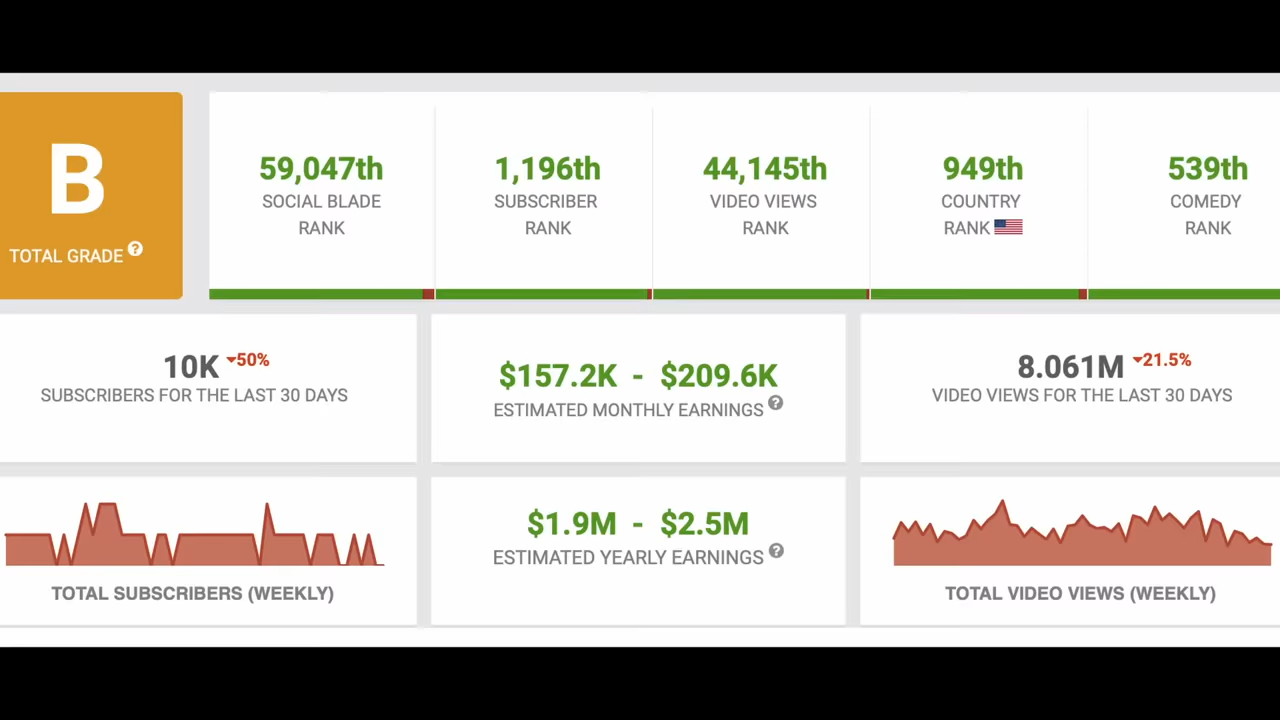 B
TOTAL GRADE ?
59,047th
SOCIAL BLADE
RANK
1,196th
SUBSCRIBER
RANK
44,145th
VIDEO VIEWS
RANK
949th
COUNTRY
RANK
539th
COMEDY
RANK
10K 50%
SUBSCRIBERS FOR THE LAST 30 DAYS
$157.2K - $209.6K
ESTIMATED MONTHLY EARNINGS ?
8.061M 21.5%
VIDEO VIEWS FOR THE LAST 30 DAYS
TOTAL SUBSCRIBERS (WEEKLY)
$1.9M - $2.5M
ESTIMATED YEARLY EARNINGS ?
TOTAL VIDEO VIEWS (WEEKLY)